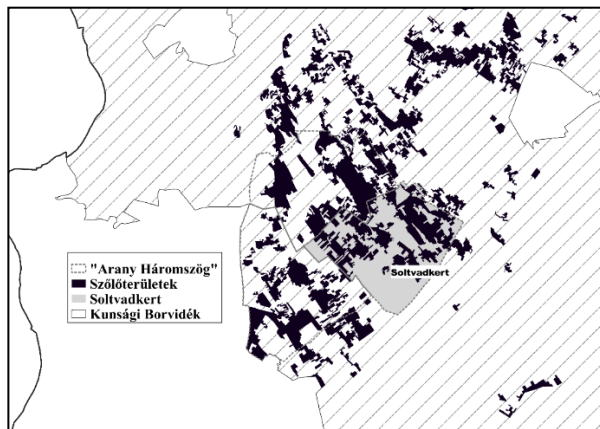 "Arany Háromszög"
Szőlőterületek
Soltvadkert
Kunsági Borvidék
Soltvadkert